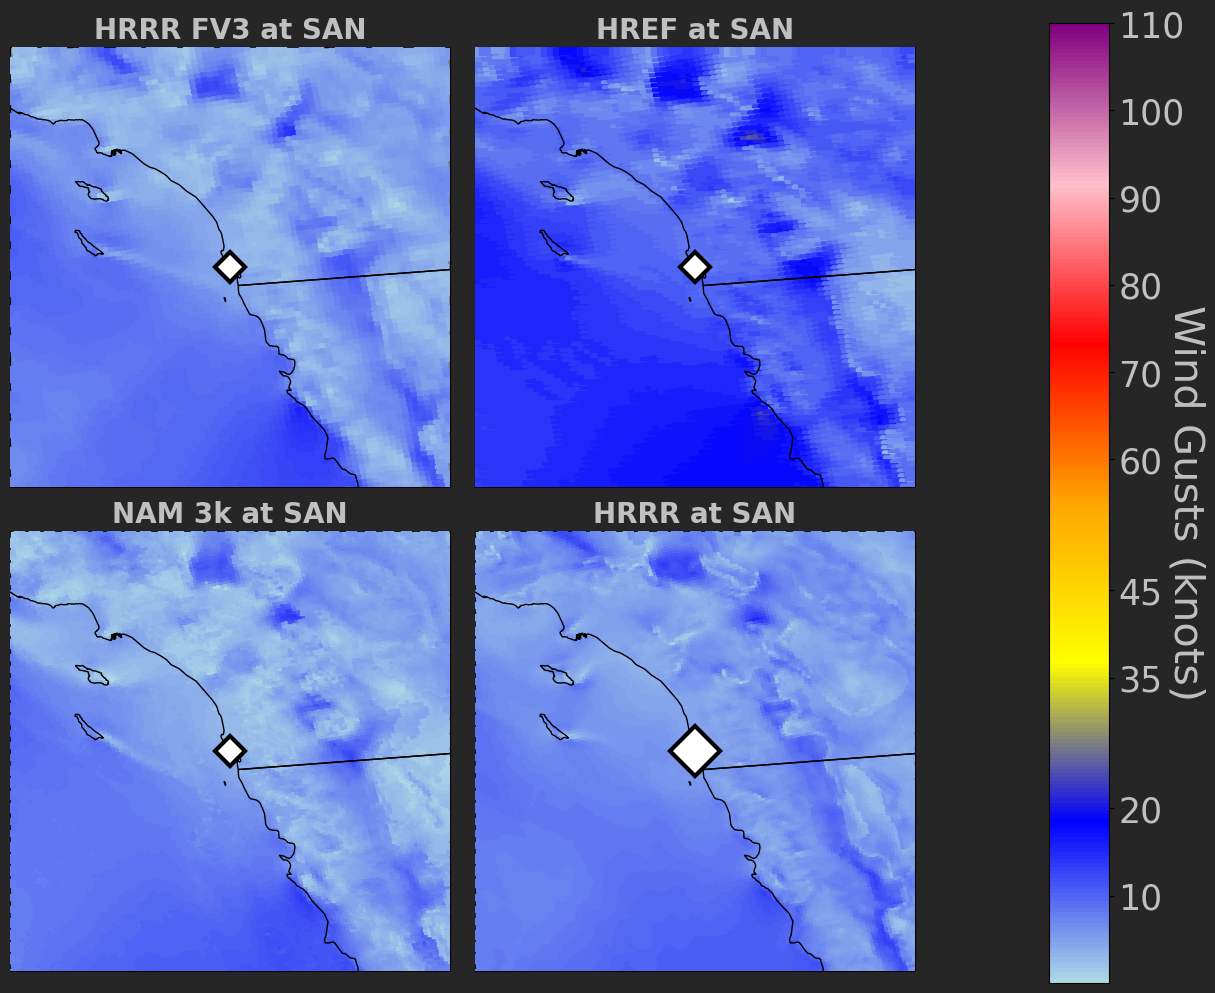 HRRR FV3 at SAN
HREF at SAN
NAM 3k at SAN
HRRR at SAN
110
100
90
80
70
60
45
35
20
10
Wind Gusts (knots)